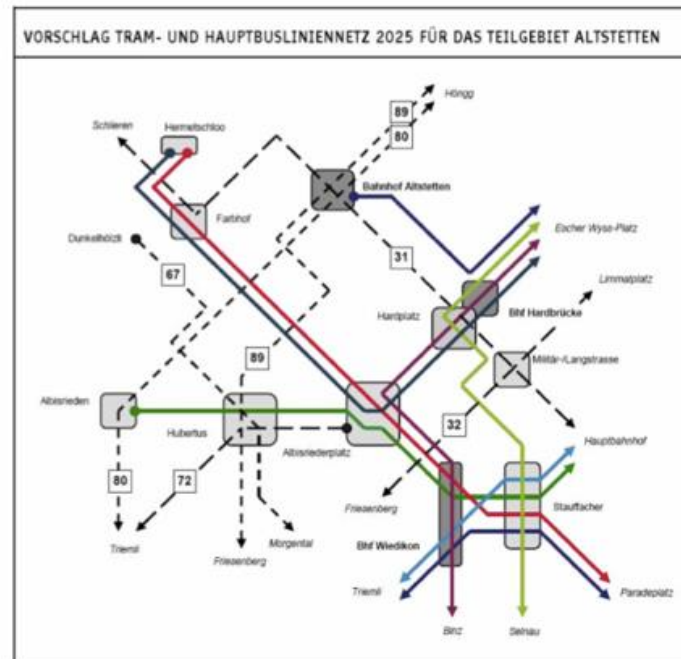 VORSCHLAG TRAM- UND HAUPTBUSLINIENNETZ 2025 FÜR DAS TEILGEBIET ALTSTETTEN
89
Höngg
80
Schlieren
Hermetschloo
Bahnhof Altstetten
Farbhof
Dunkelhölzli
Escher Wyss-Platz
31
67
Limmatplatz
Hardplatz
Bhf Hardbrücke
89
Militär-/Langstrasse
Albisrieden
32
Hubertus
Albisriederplatz
Hauptbahnhof
80
72
Friesenberg
Stauffacher
Triemli
Friesenberg
Morgental
Bhf Wiedikon
Triemli
Paradeplatz
Binz
Selnau